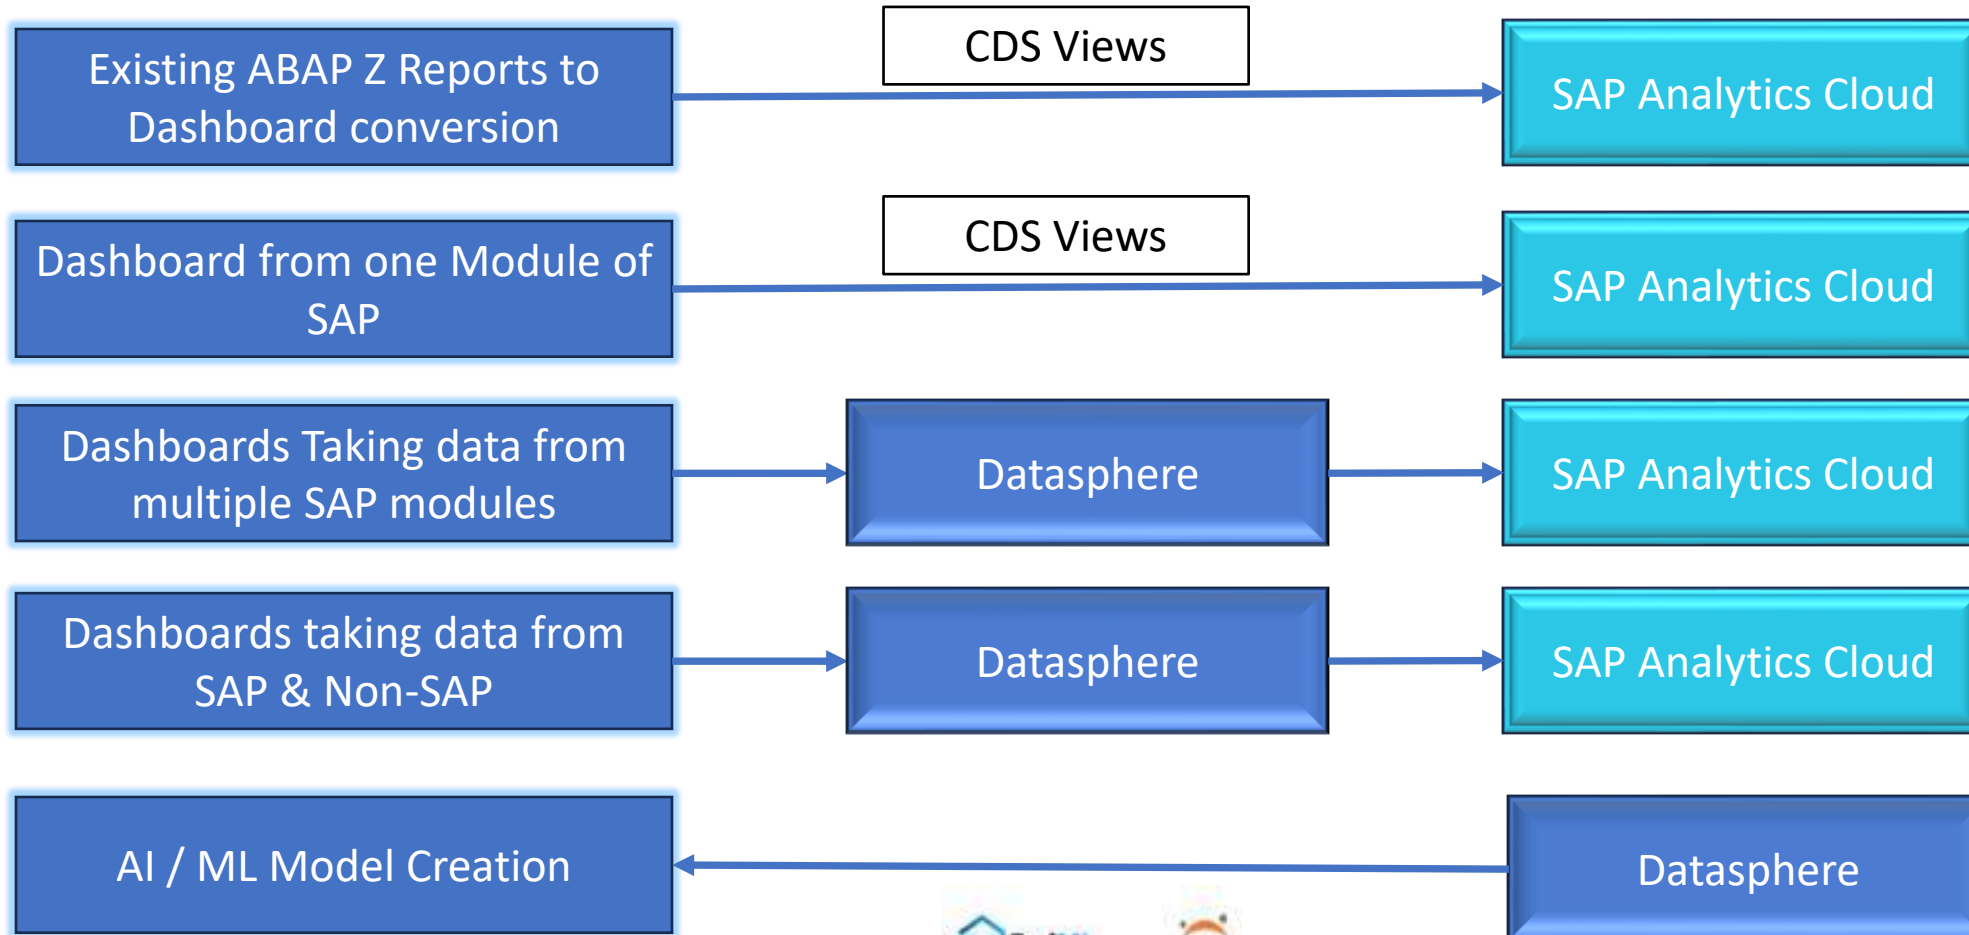 Existing ABAP Z Reports to
Dashboard conversion
CDS Views
SAP Analytics Cloud
Dashboard from one Module of
SAP
CDS Views
SAP Analytics Cloud
Dashboards Taking data from
multiple SAP modules
Datasphere
SAP Analytics Cloud
Dashboards taking data from
SAP & Non-SAP
Datasphere
SAP Analytics Cloud
AI / ML Model Creation
Datasphere